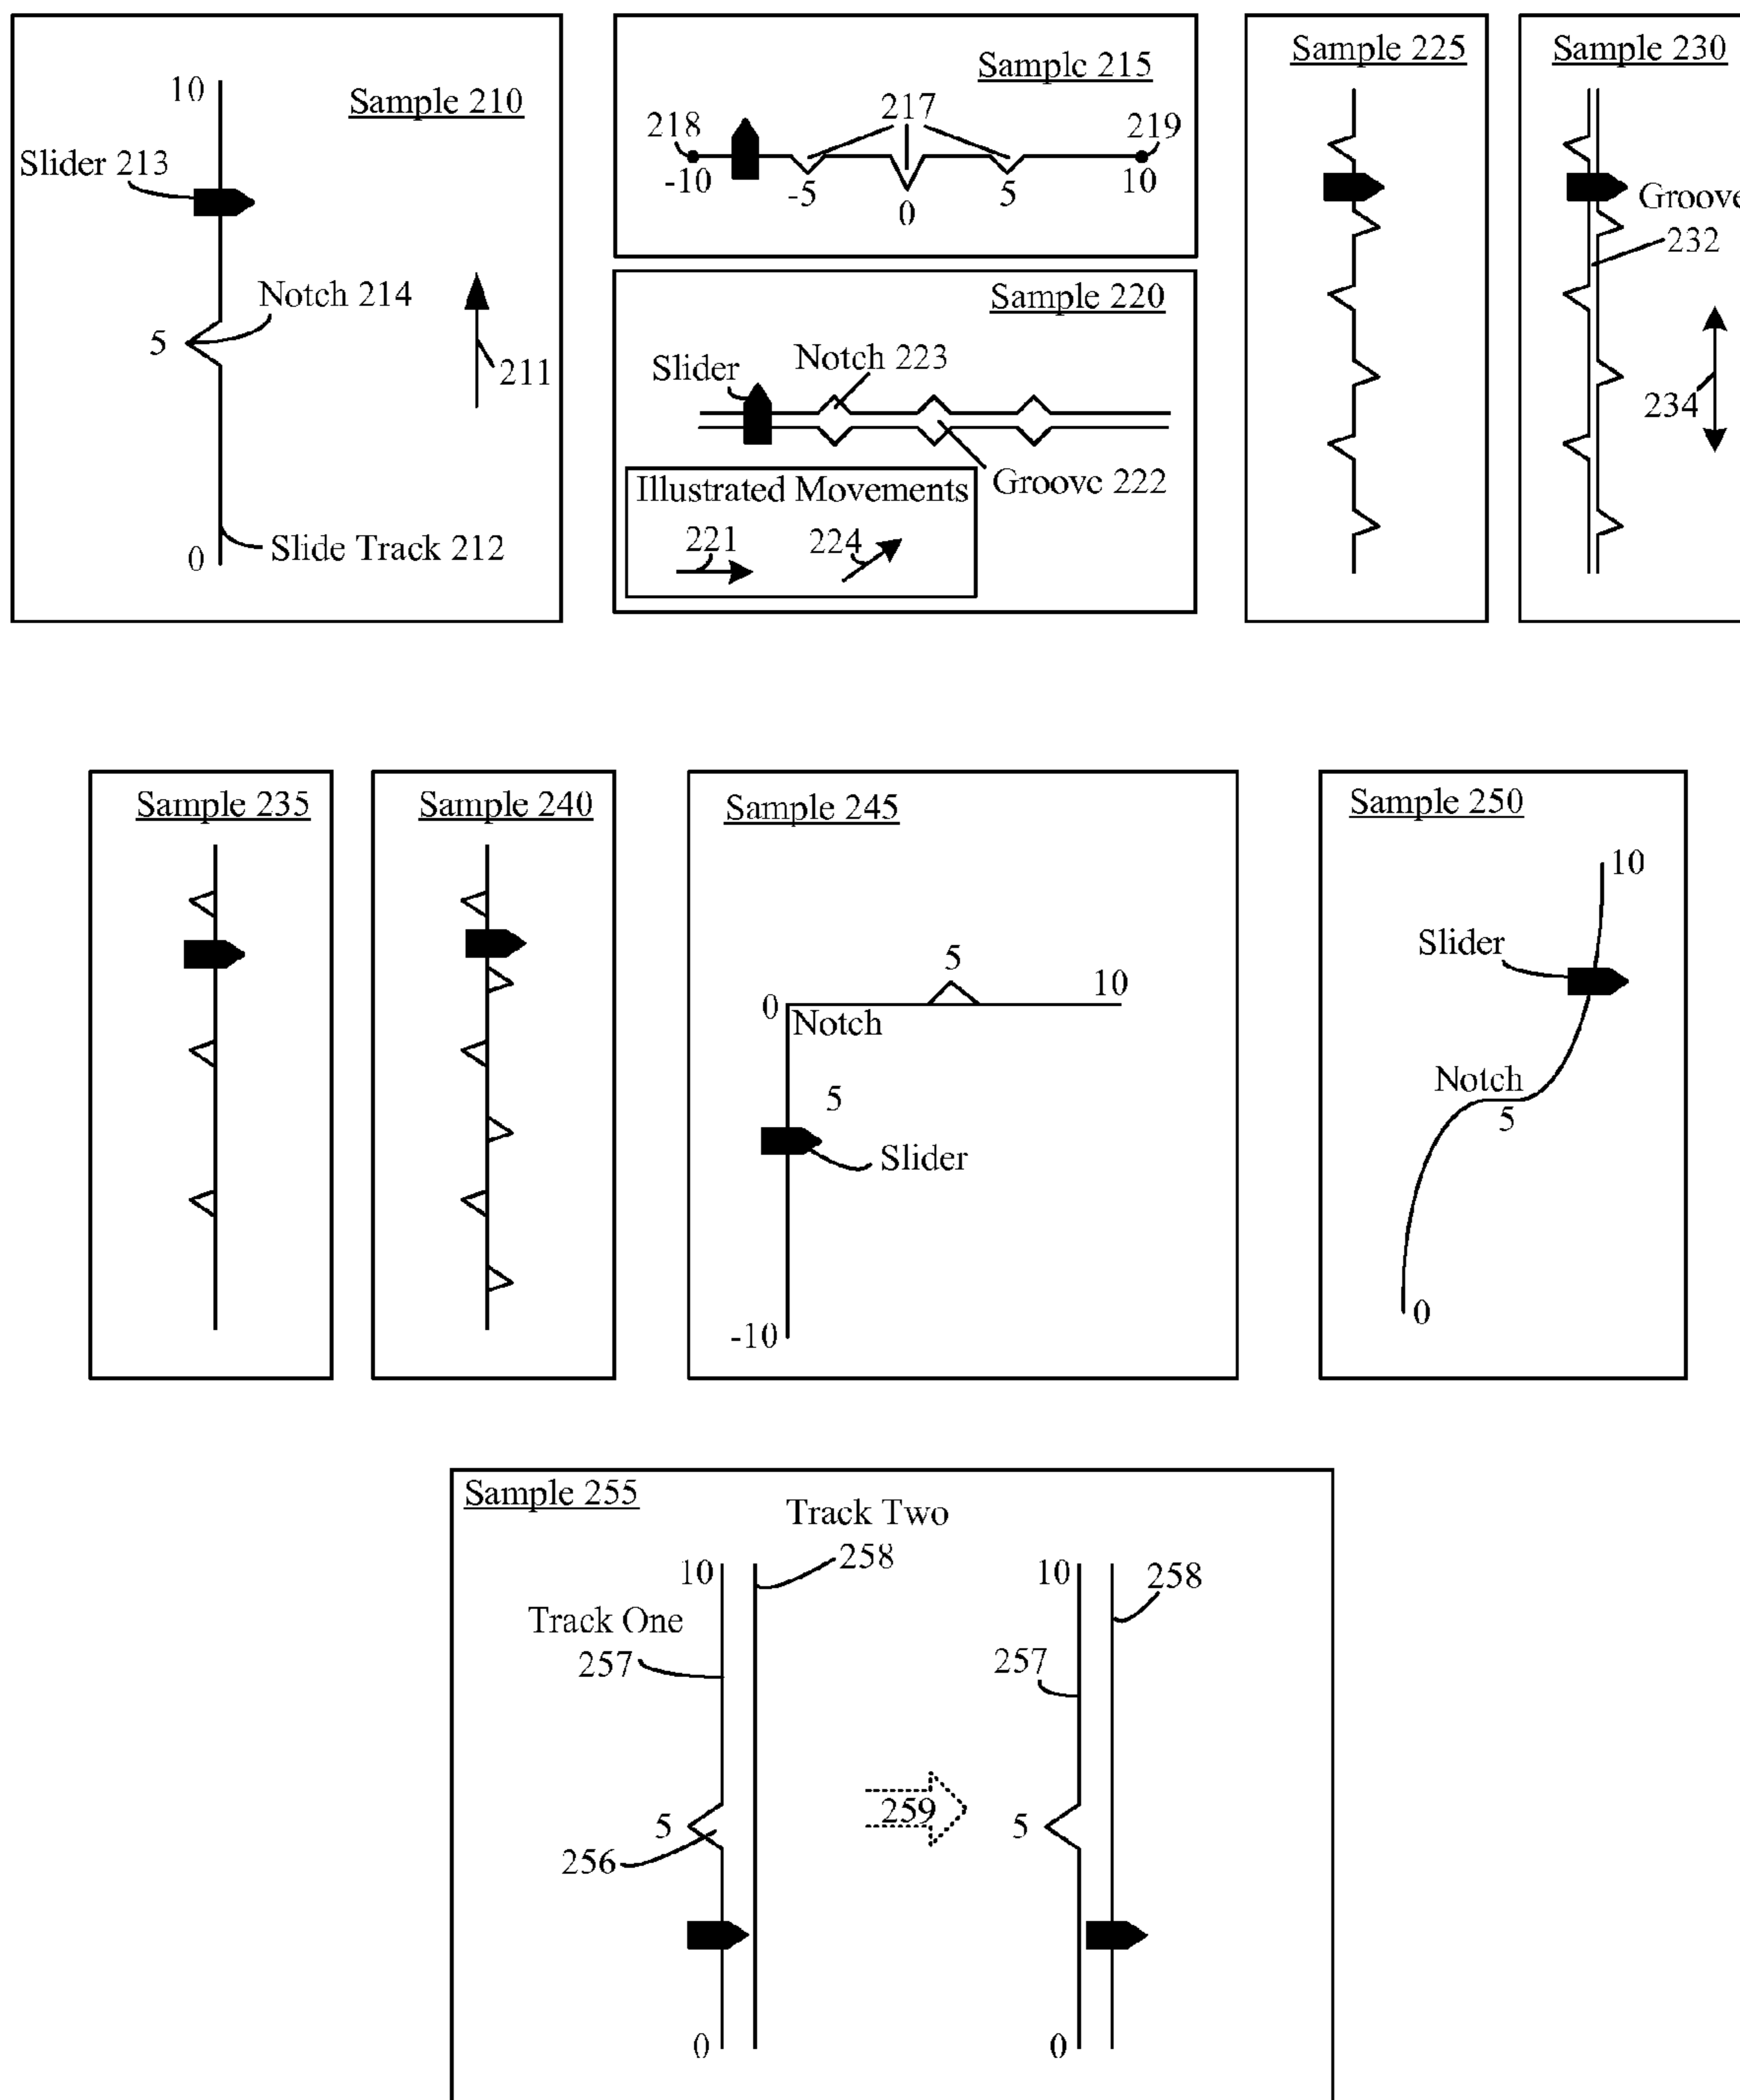 Sample 210
10
Slider 213
Notch 214
5
211
Slide Track 212
0
Sample 215
217
218
219
-10
-5
0
5
10
Sample 220
Slider
Notch 223
Groove 222
Illustrated Movements
221
224
Sample 225
Sample 230
Groove
232
234
Sample 235
Sample 240
Sample 245
5
10
0
Notch
5
Slider
-10
Sample 250
10
Slider
Notch
5
0
Sample 255
Track Two
258
10
Track One
257
5
256
0
259
10
258
257
5
0